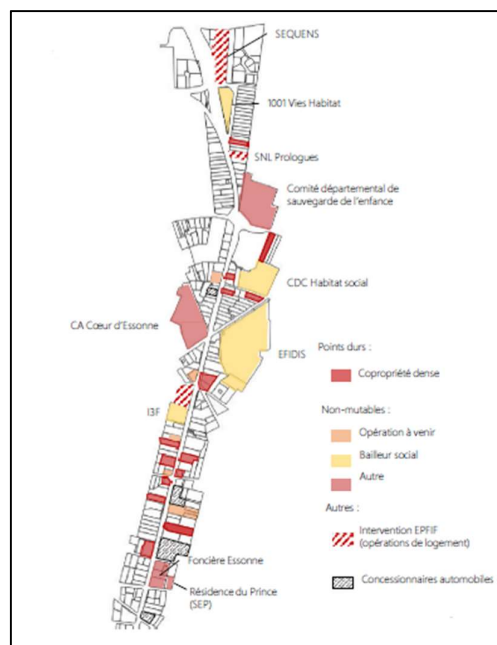 SEQUENS
1001 Vies Habitat
SNL Prologues
Comité départemental de
sauvegarde de l'enfance
CDC Habitat social
CA Cœur d'Essonne
EFIDIS
I3F
Foncière Essonne
Résidence du Prince
(SEP)
Points durs :
Copropriété dense
Non-mutables :
Opération à venir
Bailleur social
Autre
Autres :
Intervention EPFIF
(opérations de logement)
Concessionnaires automobiles